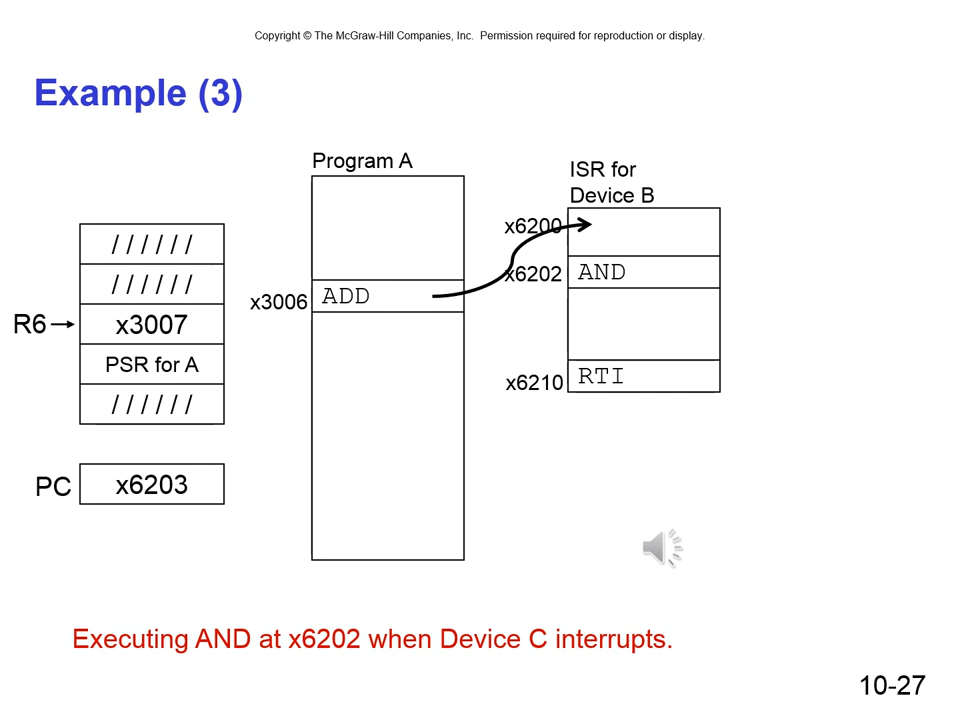 Copyright © The McGraw-Hill Companies, Inc.  Permission required for reproduction or display.
Example (3)
Program A
ISR for
Device B
x6200
//////
x6202 AND
//////
x3006 ADD
R6 x3007
PSR for A
x6210 RTI
//////
PC x6203
Executing AND at x6202 when Device C interrupts.
10-27